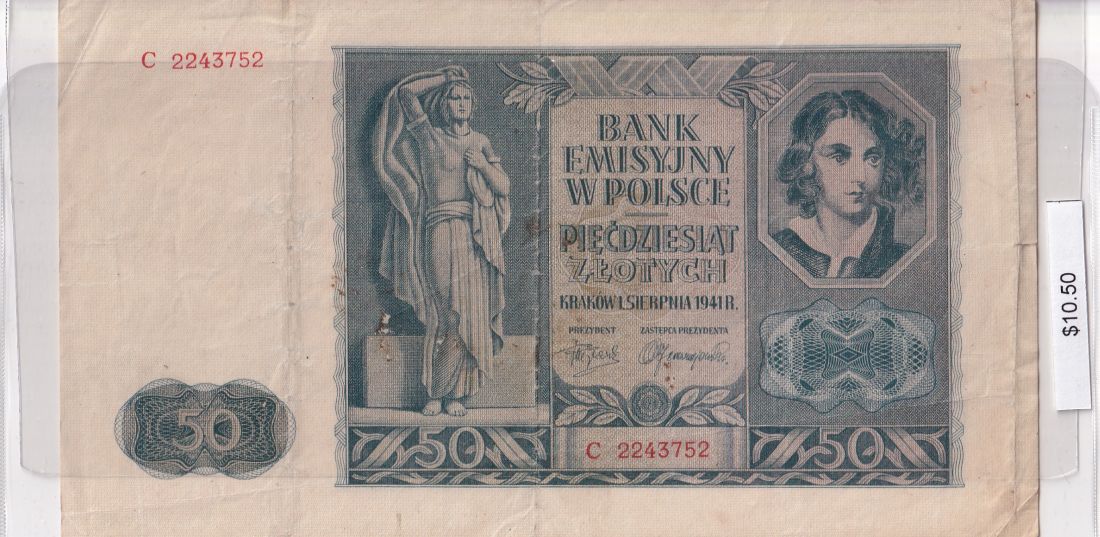 C 2243752
BANK
EMISYJNY
W POLSCE
PIĘĆDZIESIĄT
ZŁOTYCH
KRAKÓW 1. SIERPNIA 1941 R.
PREZYDENT ZASTĘPCA PREZYDENTA
50
50
C 2243752
50
$10.50